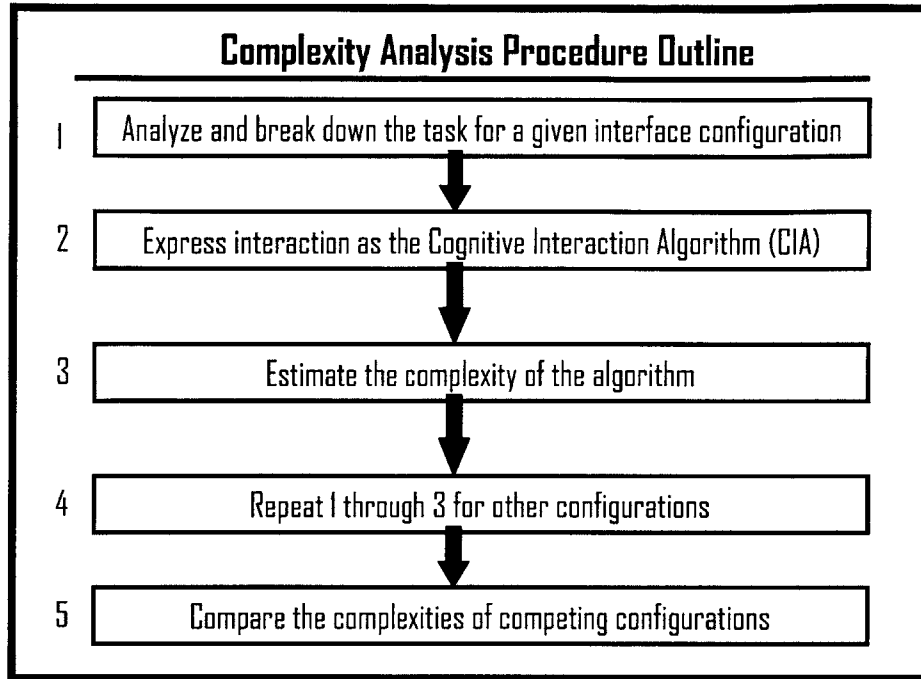 Complexity Analysis Procedure Outline
1 Analyze and break down the task for a given interface configuration
2 Express interaction as the Cognitive Interaction Algorithm (CIA)
3 Estimate the complexity of the algorithm
4 Repeat 1 through 3 for other configurations
5 Compare the complexities of competing configurations